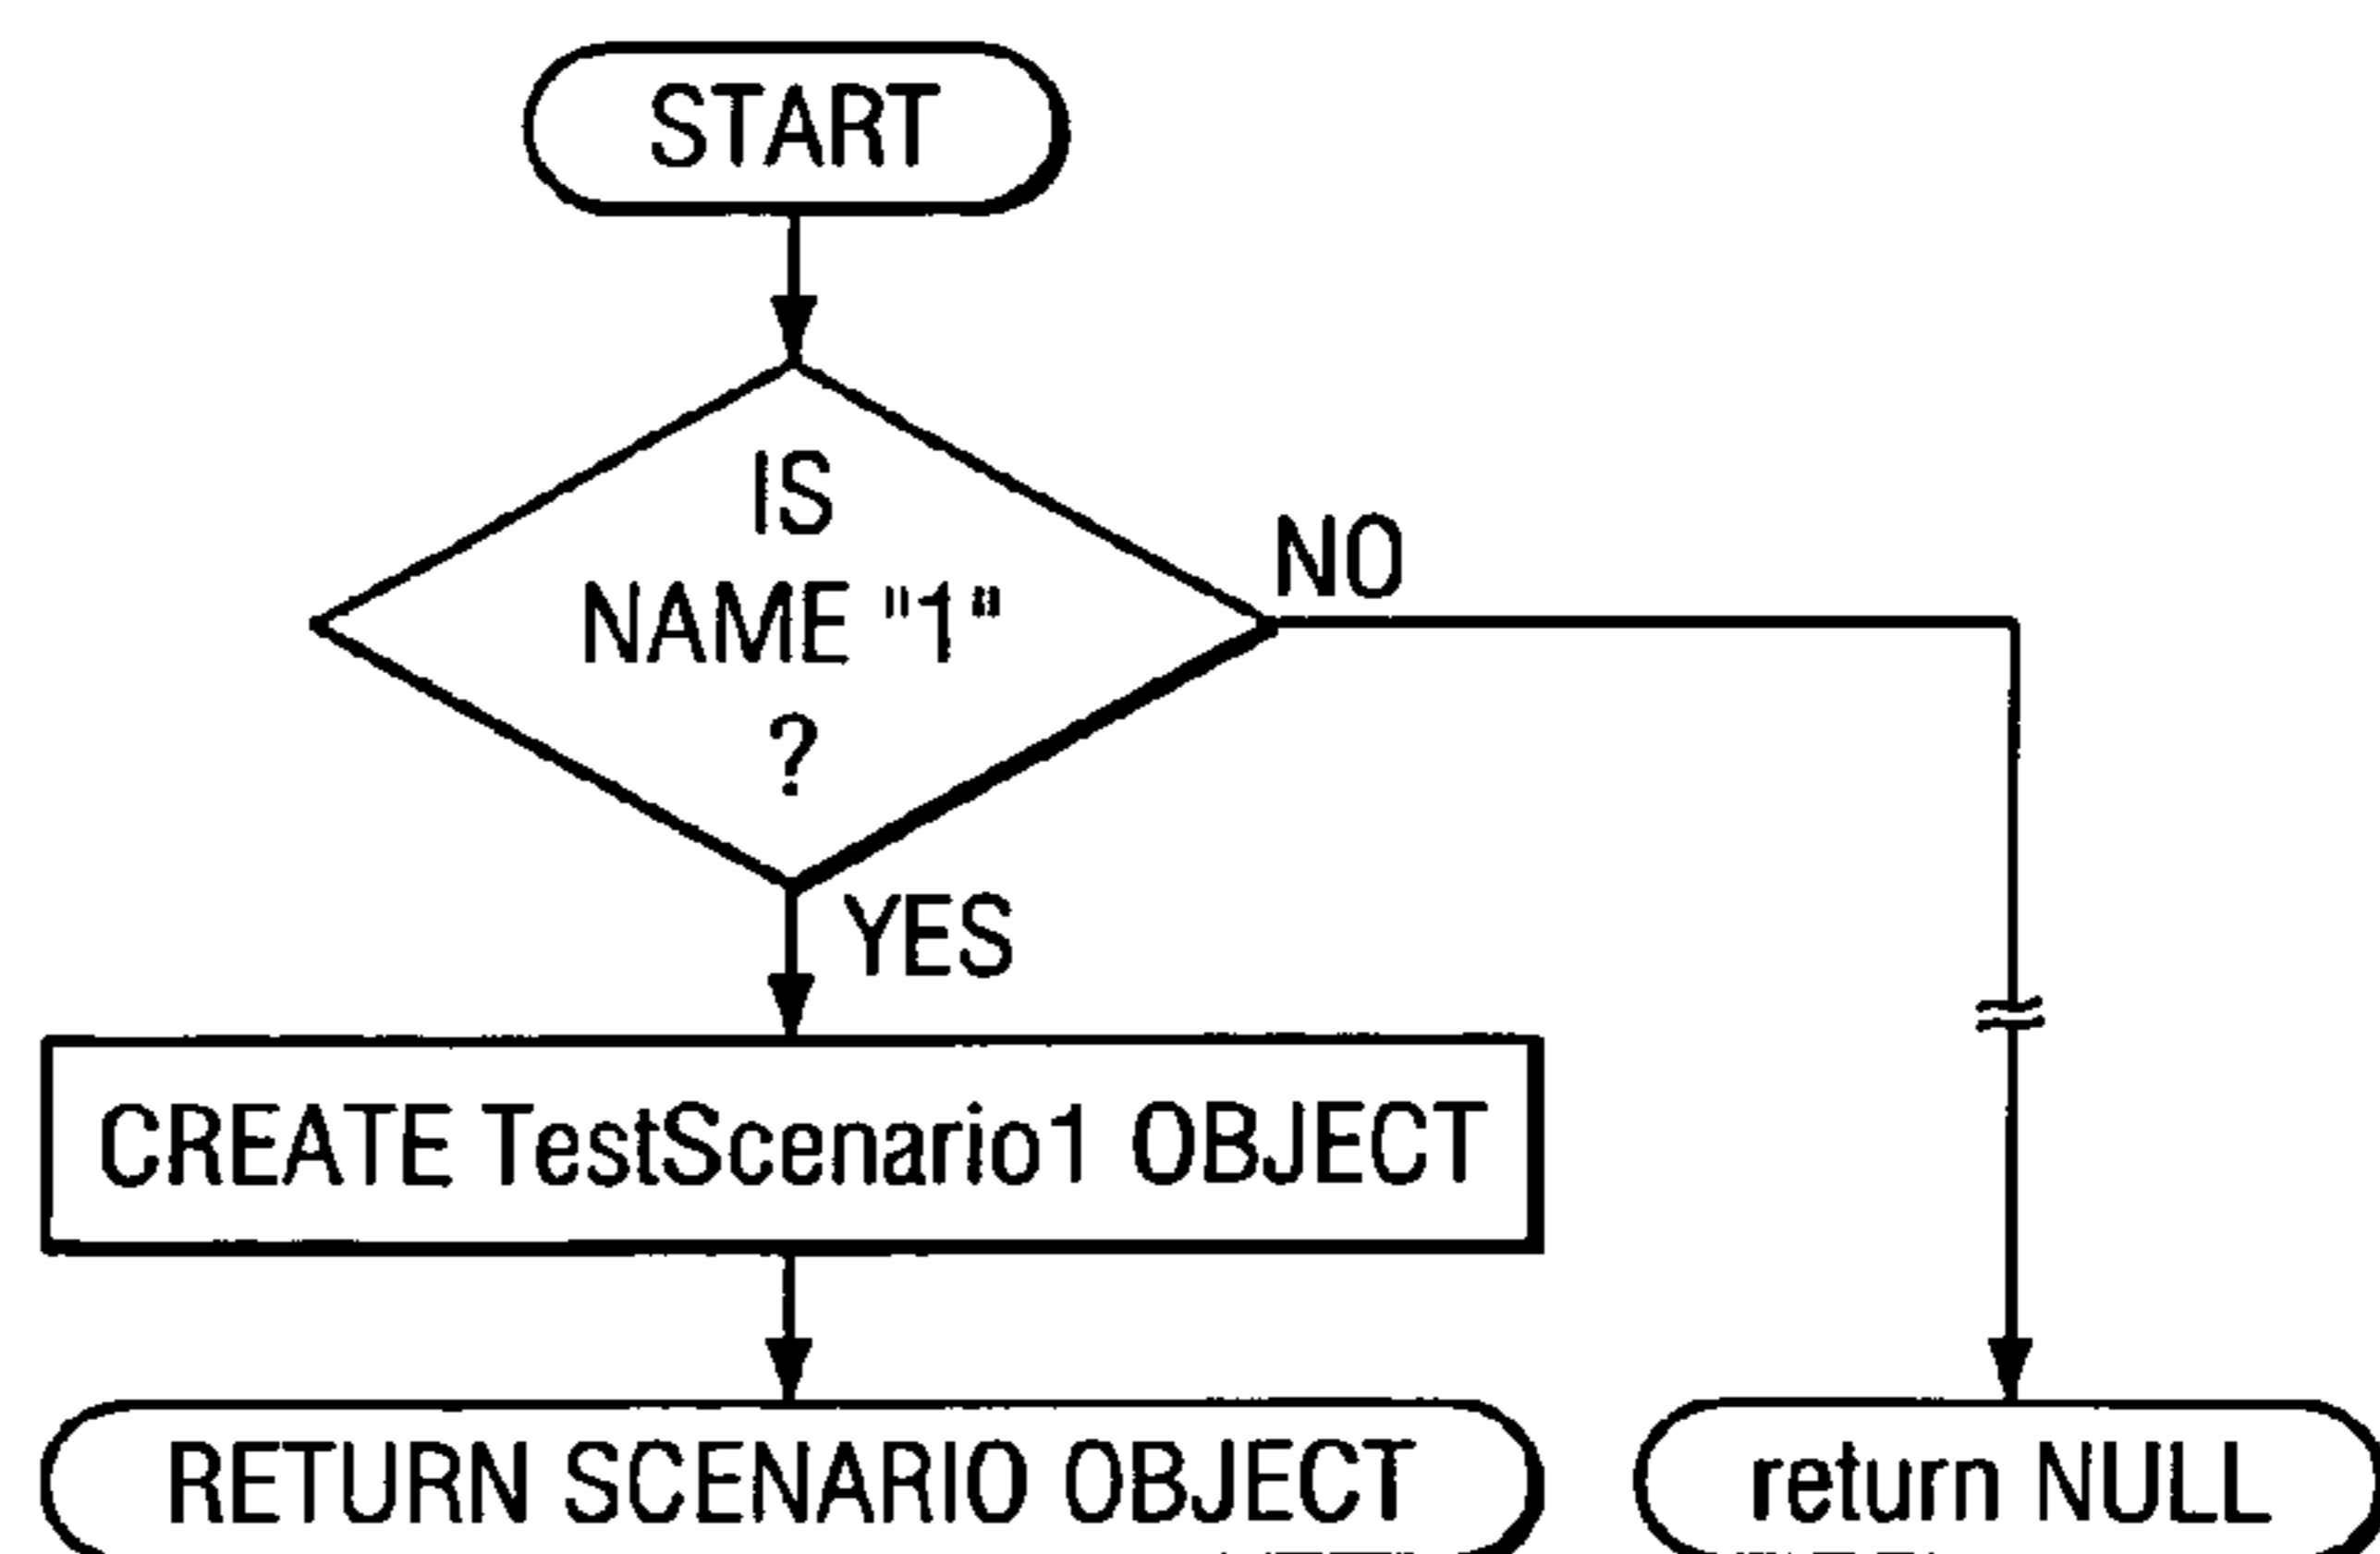 START
IS
NAME "1"
?
NO
YES
CREATE TestScenario1 OBJECT
RETURN SCENARIO OBJECT
return NULL